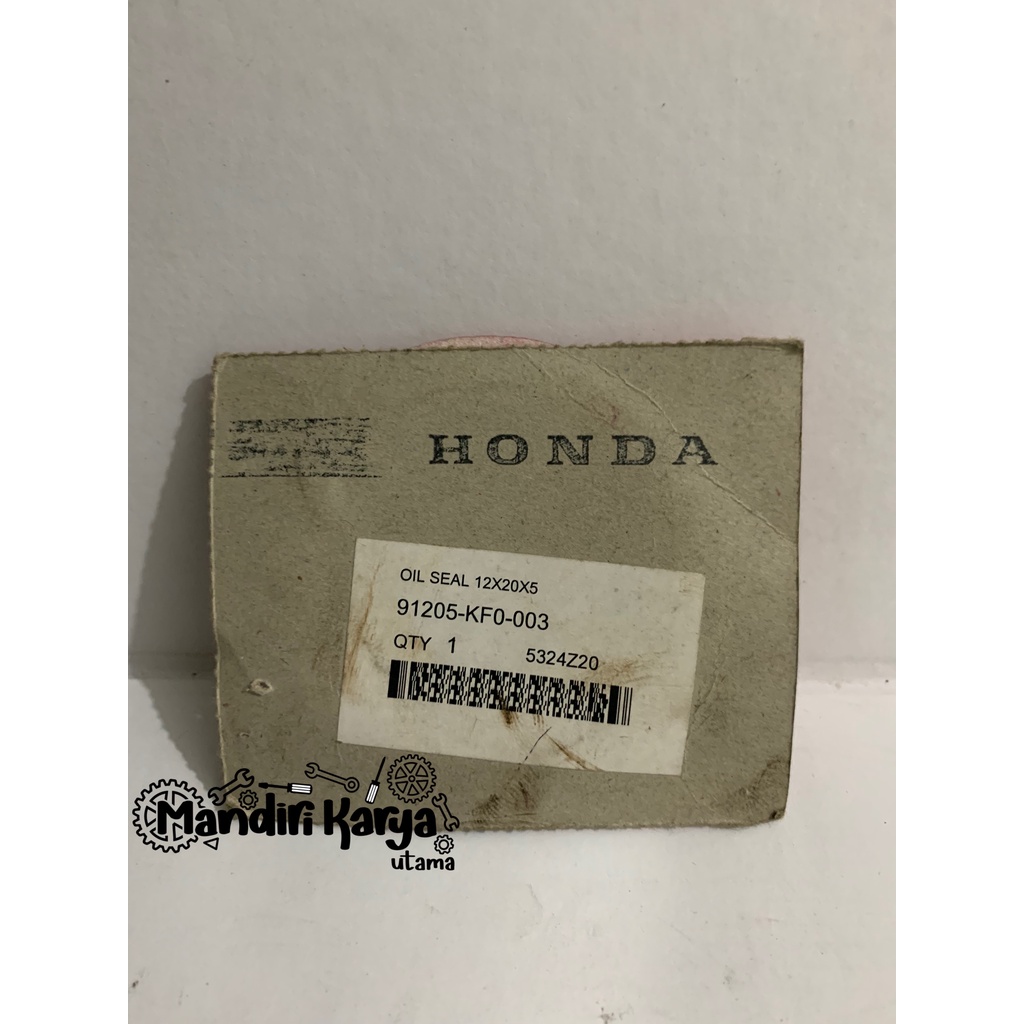 HONDA
OIL SEAL 12X20X5
91205-KF0-003
QTY 1 5324Z20
Mandiri Karya
utama